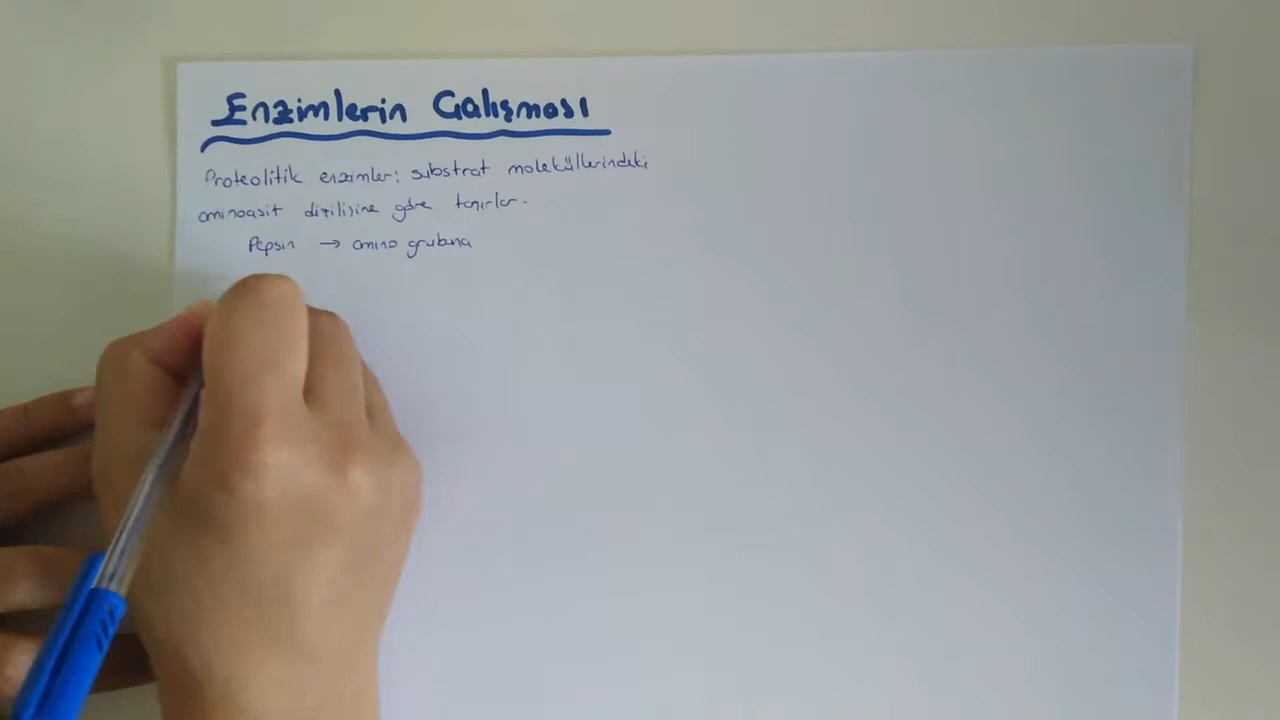 Enzimlerin Çalışması
Proteolitik enzimler: substrat moleküllerindeki
aminoasit dizilişine göre tanırlar.
Pepsin → amino grubuna